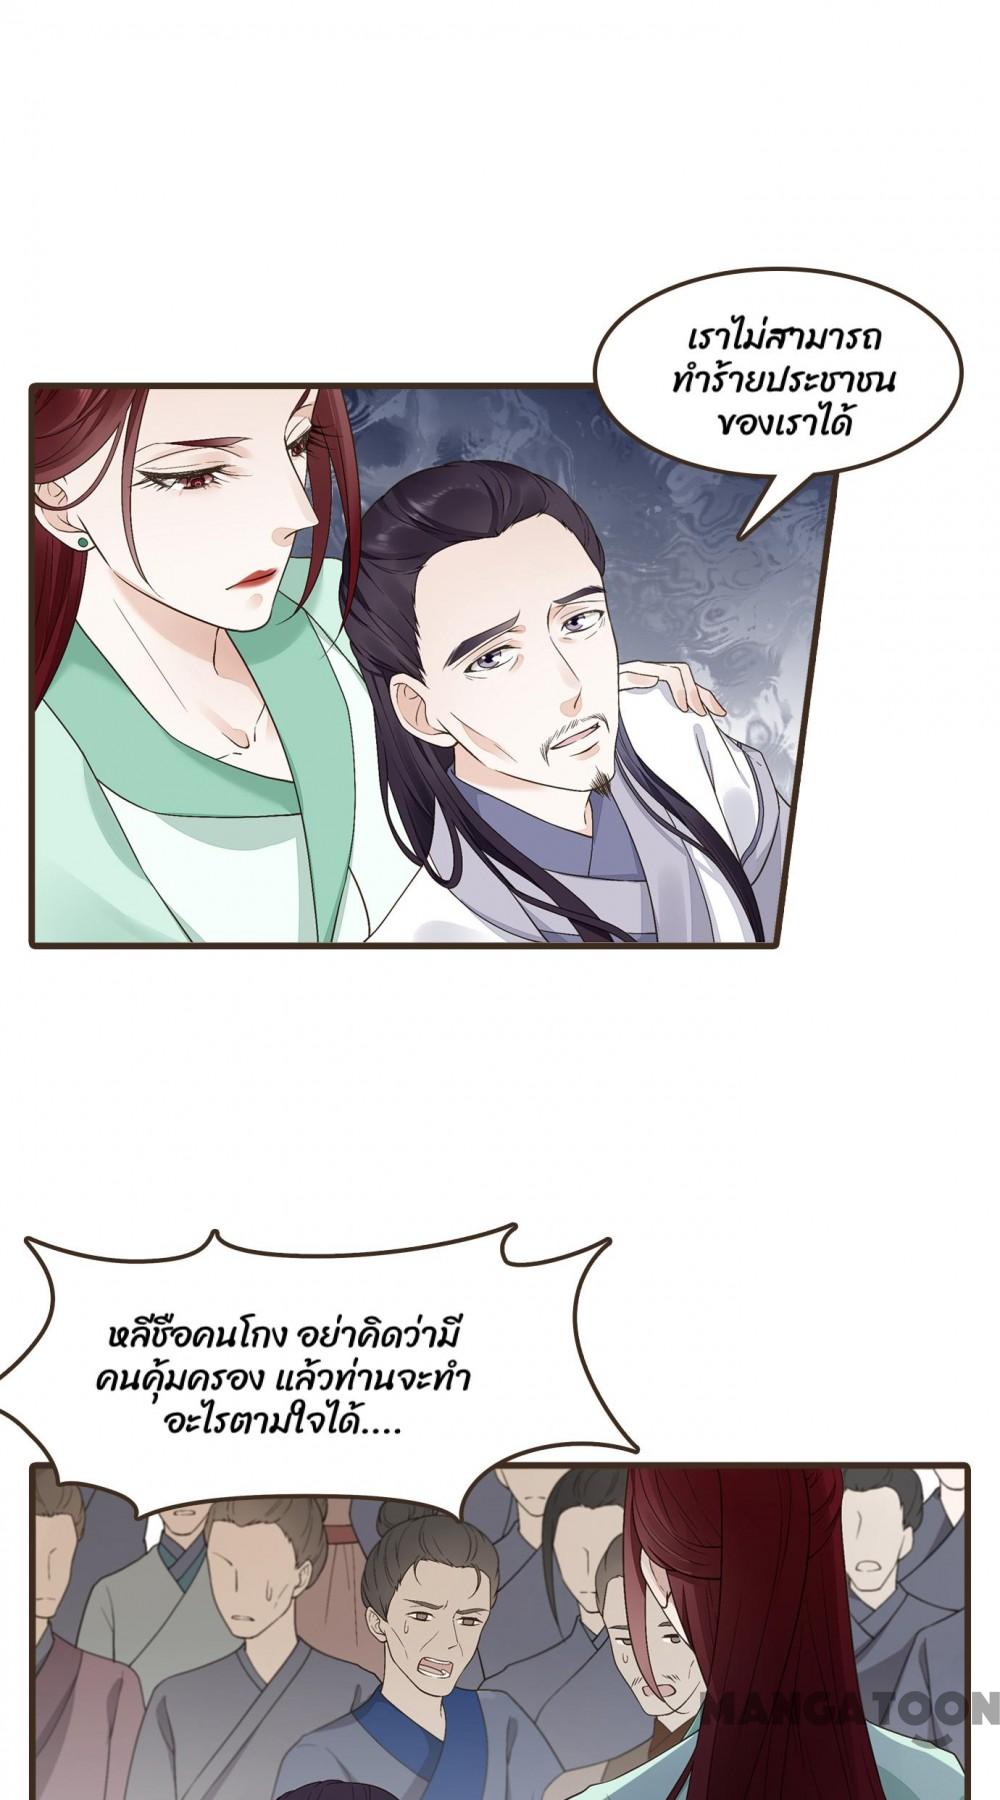 เราไม่สามารถ
ทำร้ายประชาชน
ของเราได้
หลีซือคนโกง อย่าคิดว่ามี
คนคุ้มครอง แล้วท่านจะทำ
อะไรตามใจได้....
MANGATOON